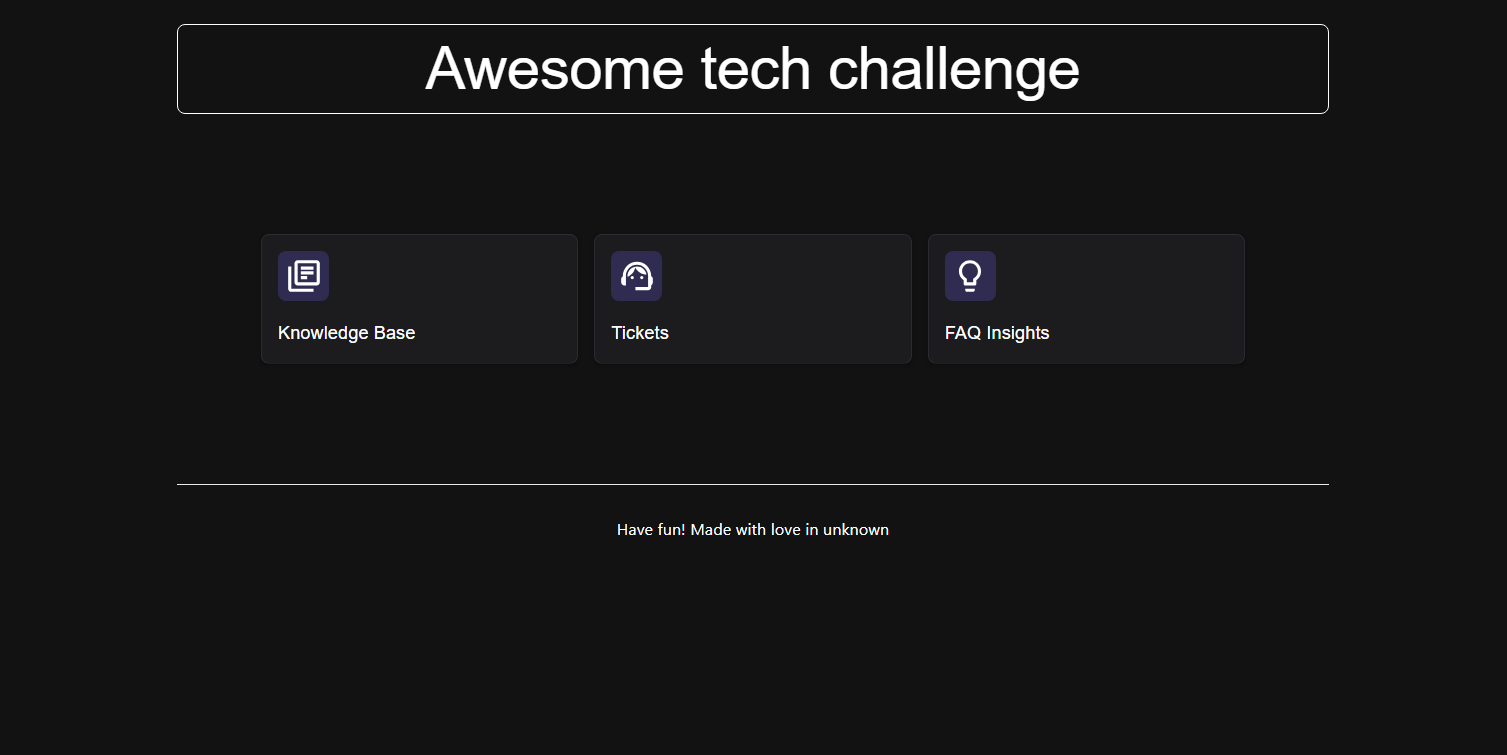 Awesome tech challenge
Knowledge Base
Tickets
FAQ Insights
Have fun! Made with love in unknown